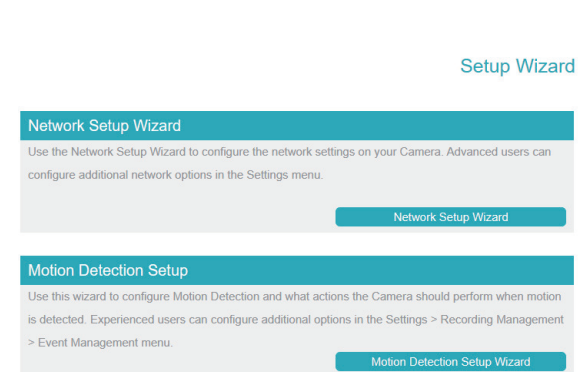 Setup Wizard
Network Setup Wizard
Use the Network Setup Wizard to configure the network settings on your Camera. Advanced users can
configure additional network options in the Settings menu.
Network Setup Wizard
Motion Detection Setup
Use this wizard to configure Motion Detection and what actions the Camera should perform when motion
is detected. Experienced users can configure additional options in the Settings > Recording Management
> Event Management menu.
Motion Detection Setup Wizard